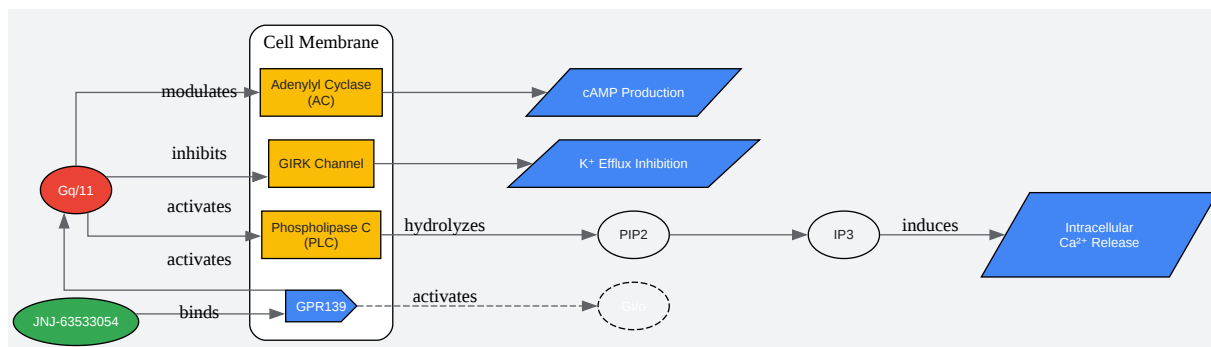 Cell Membrane
modulates
Adenylyl Cyclase
(AC)
cAMP Production
inhibits
GIRK Channel
K⁺ Efflux Inhibition
Gq/11
activates
Phospholipase C
(PLC)
hydrolyzes
PIP2
IP3
induces
Intracellular
Ca²⁺ Release
activates
JNJ-63533054
binds
GPR139
activates
Gi/o